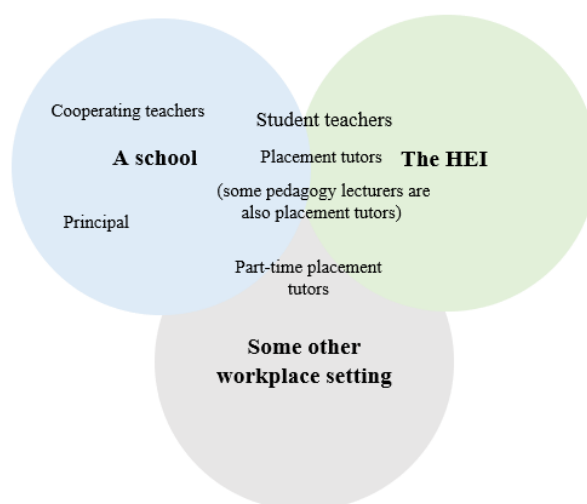 Cooperating teachers
Student teachers
A school
Placement tutors
The HEI
(some pedagogy lecturers are
also placement tutors)
Principal
Part-time placement
tutors
Some other
workplace setting